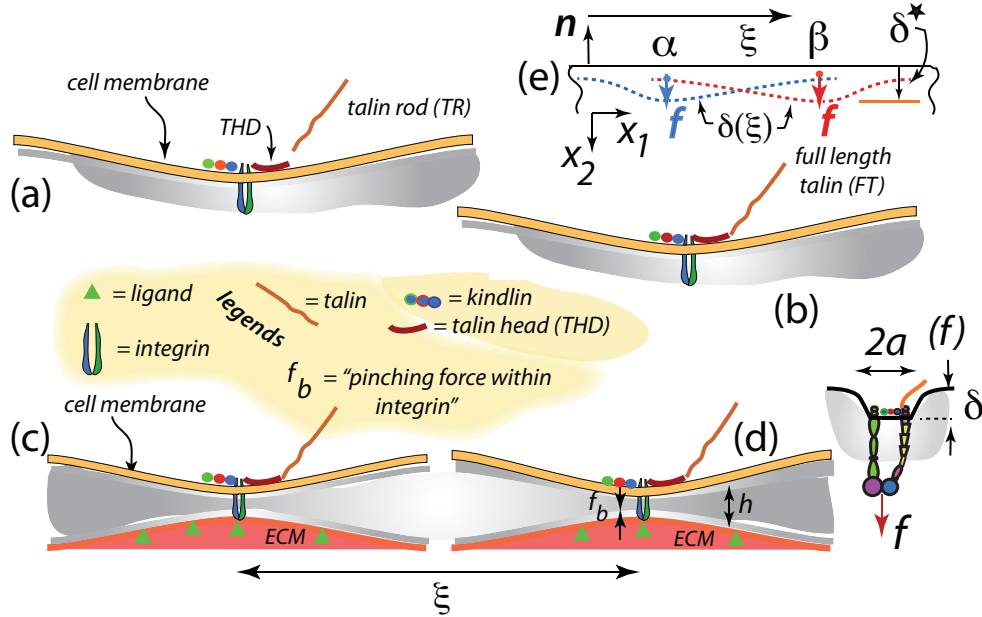 cell membrane
THD
talin rod (TR)
(a)
n
ξ
α
β
δ★
(e)
f
f
δ(ξ)
x1
x2
full length
talin (FT)
(b)
legends
= ligand
= talin
= kindlin
= talin head (THD)
= integrin
fb = "pinching force within
integrin"
2a
(f)
δ
f
cell membrane
(c)
(d)
fb
h
ECM
ECM
ξ